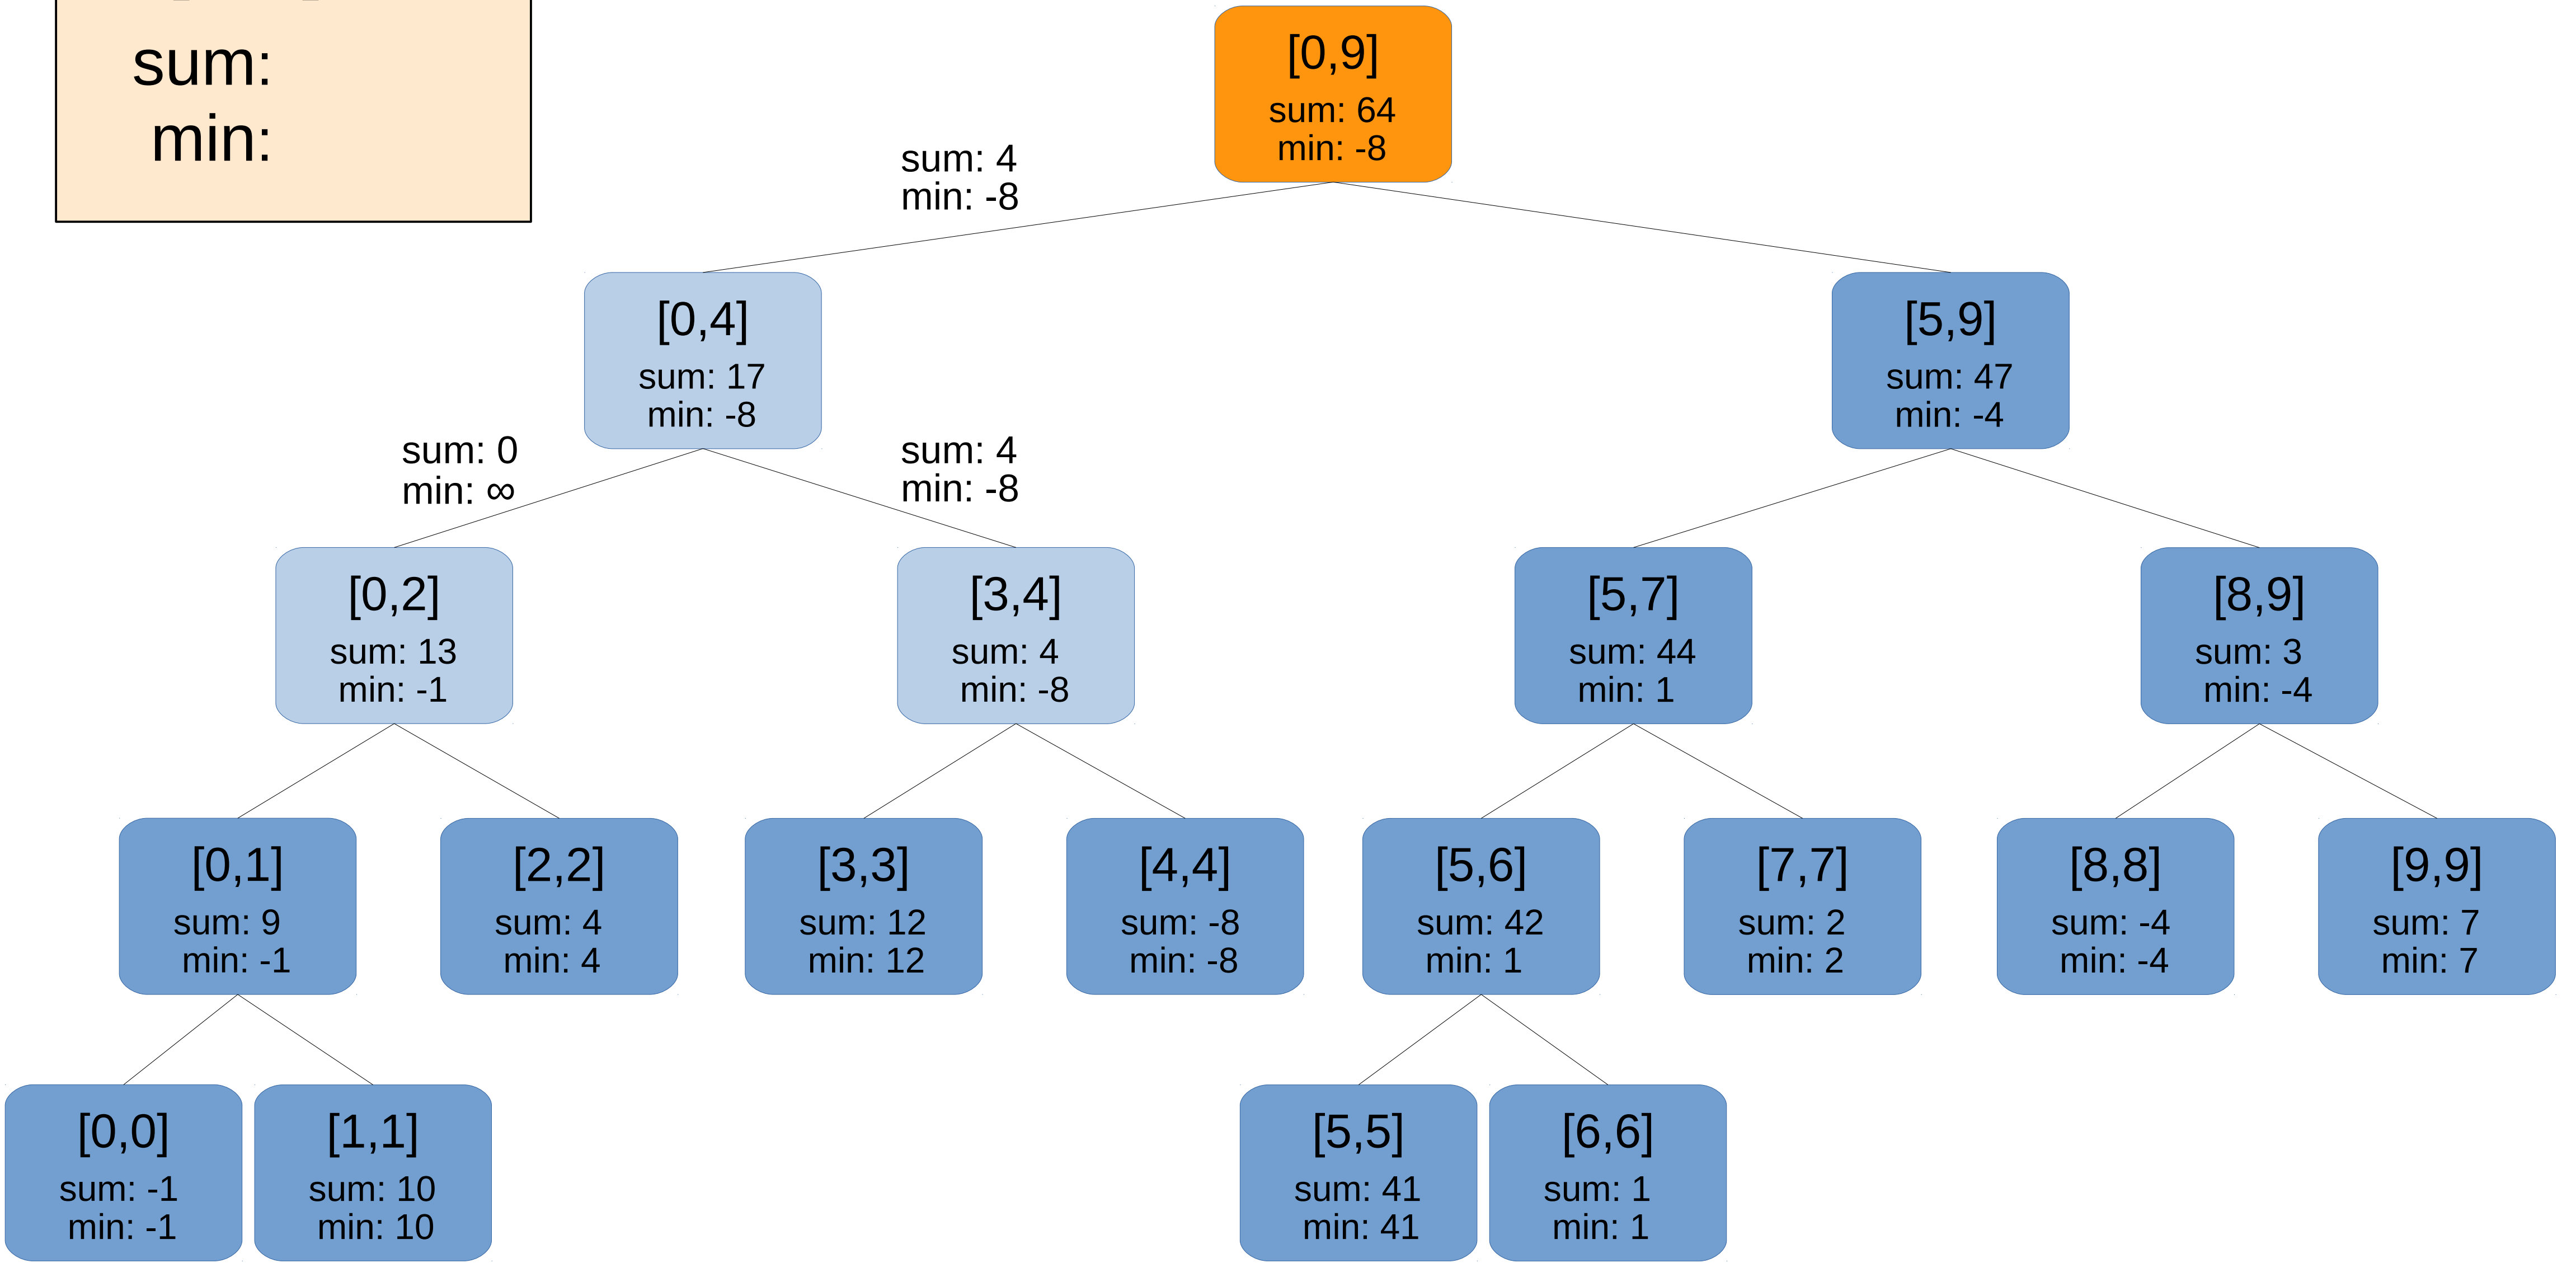 sum:
min:
[0,9]
sum: 64
min: -8
sum: 4
min: -8
[0,4]
sum: 17
min: -8
[5,9]
sum: 47
min: -4
sum: 0
min: ∞
sum: 4
min: -8
[0,2]
sum: 13
min: -1
[3,4]
sum: 4
min: -8
[5,7]
sum: 44
min: 1
[8,9]
sum: 3
min: -4
[0,1]
sum: 9
min: -1
[2,2]
sum: 4
min: 4
[3,3]
sum: 12
min: 12
[4,4]
sum: -8
min: -8
[5,6]
sum: 42
min: 1
[7,7]
sum: 2
min: 2
[8,8]
sum: -4
min: -4
[9,9]
sum: 7
min: 7
[0,0]
sum: -1
min: -1
[1,1]
sum: 10
min: 10
[5,5]
sum: 41
min: 41
[6,6]
sum: 1
min: 1